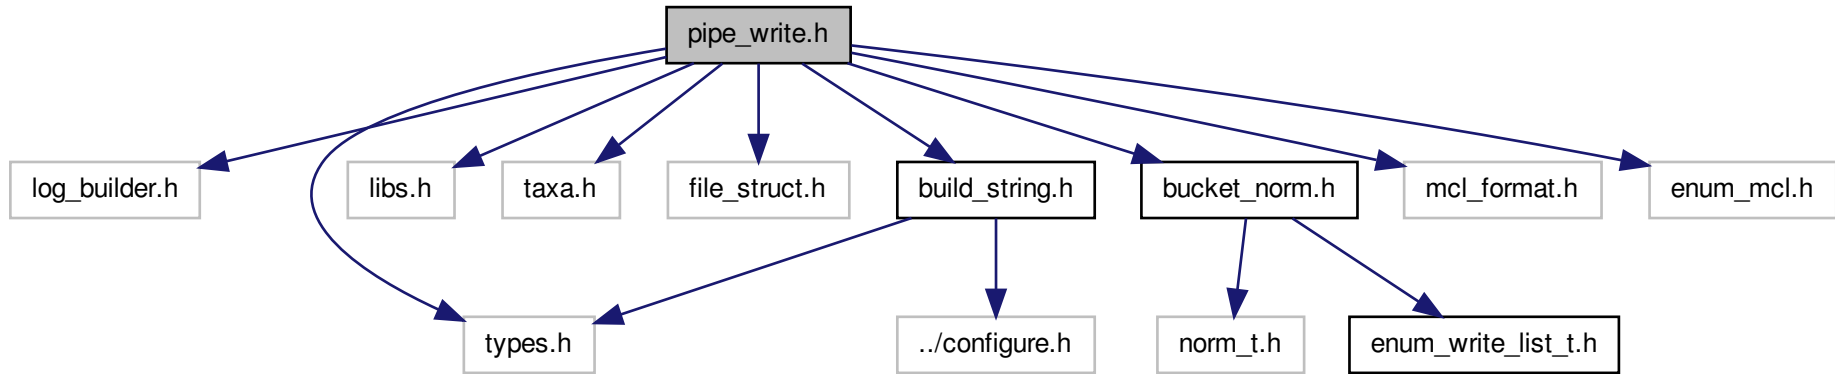 pipe_write.h
log_builder.h
libs.h
taxa.h
file_struct.h
build_string.h
bucket_norm.h
mcl_format.h
enum_mcl.h
types.h
../configure.h
norm_t.h
enum_write_list_t.h